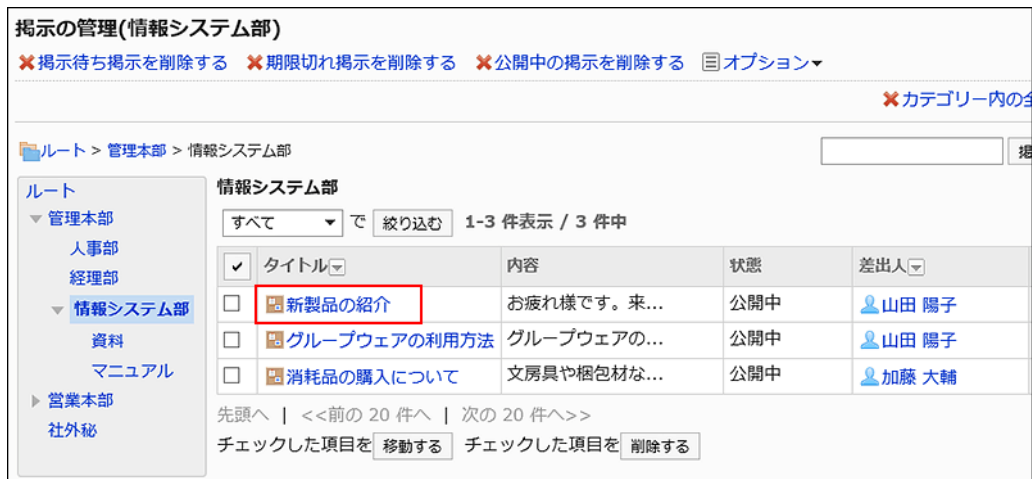 掲示の管理(情報システム部)
掲示待ち掲示を削除する 期限切れ掲示を削除する 公開中の掲示を削除する オプション
カテゴリー内の全
ルート > 管理本部 > 情報システム部
掲
ルート
管理本部
人事部
経理部
情報システム部
資料
マニュアル
営業本部
社外秘
情報システム部
すべて で 絞り込む 1-3 件表示 / 3 件中
タイトル 内容 状態 差出人
新製品の紹介 お疲れ様です。来... 公開中 山田 陽子
グループウェアの利用方法 グループウェアの... 公開中 山田 陽子
消耗品の購入について 文房具や梱包材な... 公開中 加藤 大輔
先頭へ | <<前の 20 件へ | 次の 20 件へ>>
チェックした項目を 移動する チェックした項目を 削除する